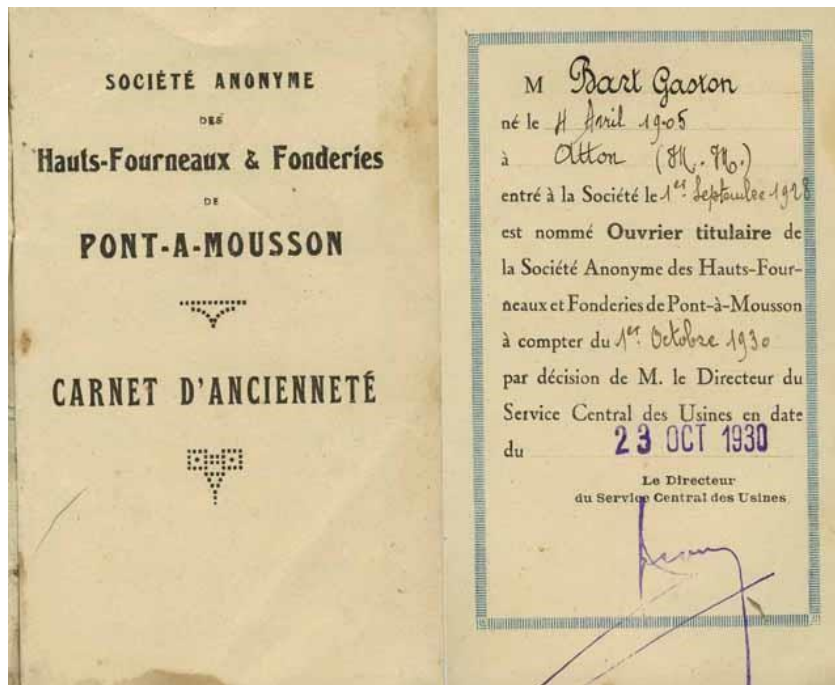 SOCIÉTÉ ANONYME
DES
Hauts-Fourneaux & Fonderies
DE
PONT-A-MOUSSON
CARNET D'ANCIENNETÉ
M Bart Gaston
né le 4 Avril 1905
à Atton (M. M.)
entré à la Société le 1er Septembre 1928
est nommé Ouvrier titulaire de
la Société Anonyme des Hauts-Four-
neaux et Fonderies de Pont-à-Mousson
à compter du 1er Octobre 1930
par décision de M. le Directeur du
Service Central des Usines en date
du 23 OCT 1930
Le Directeur
du Service Central des Usines